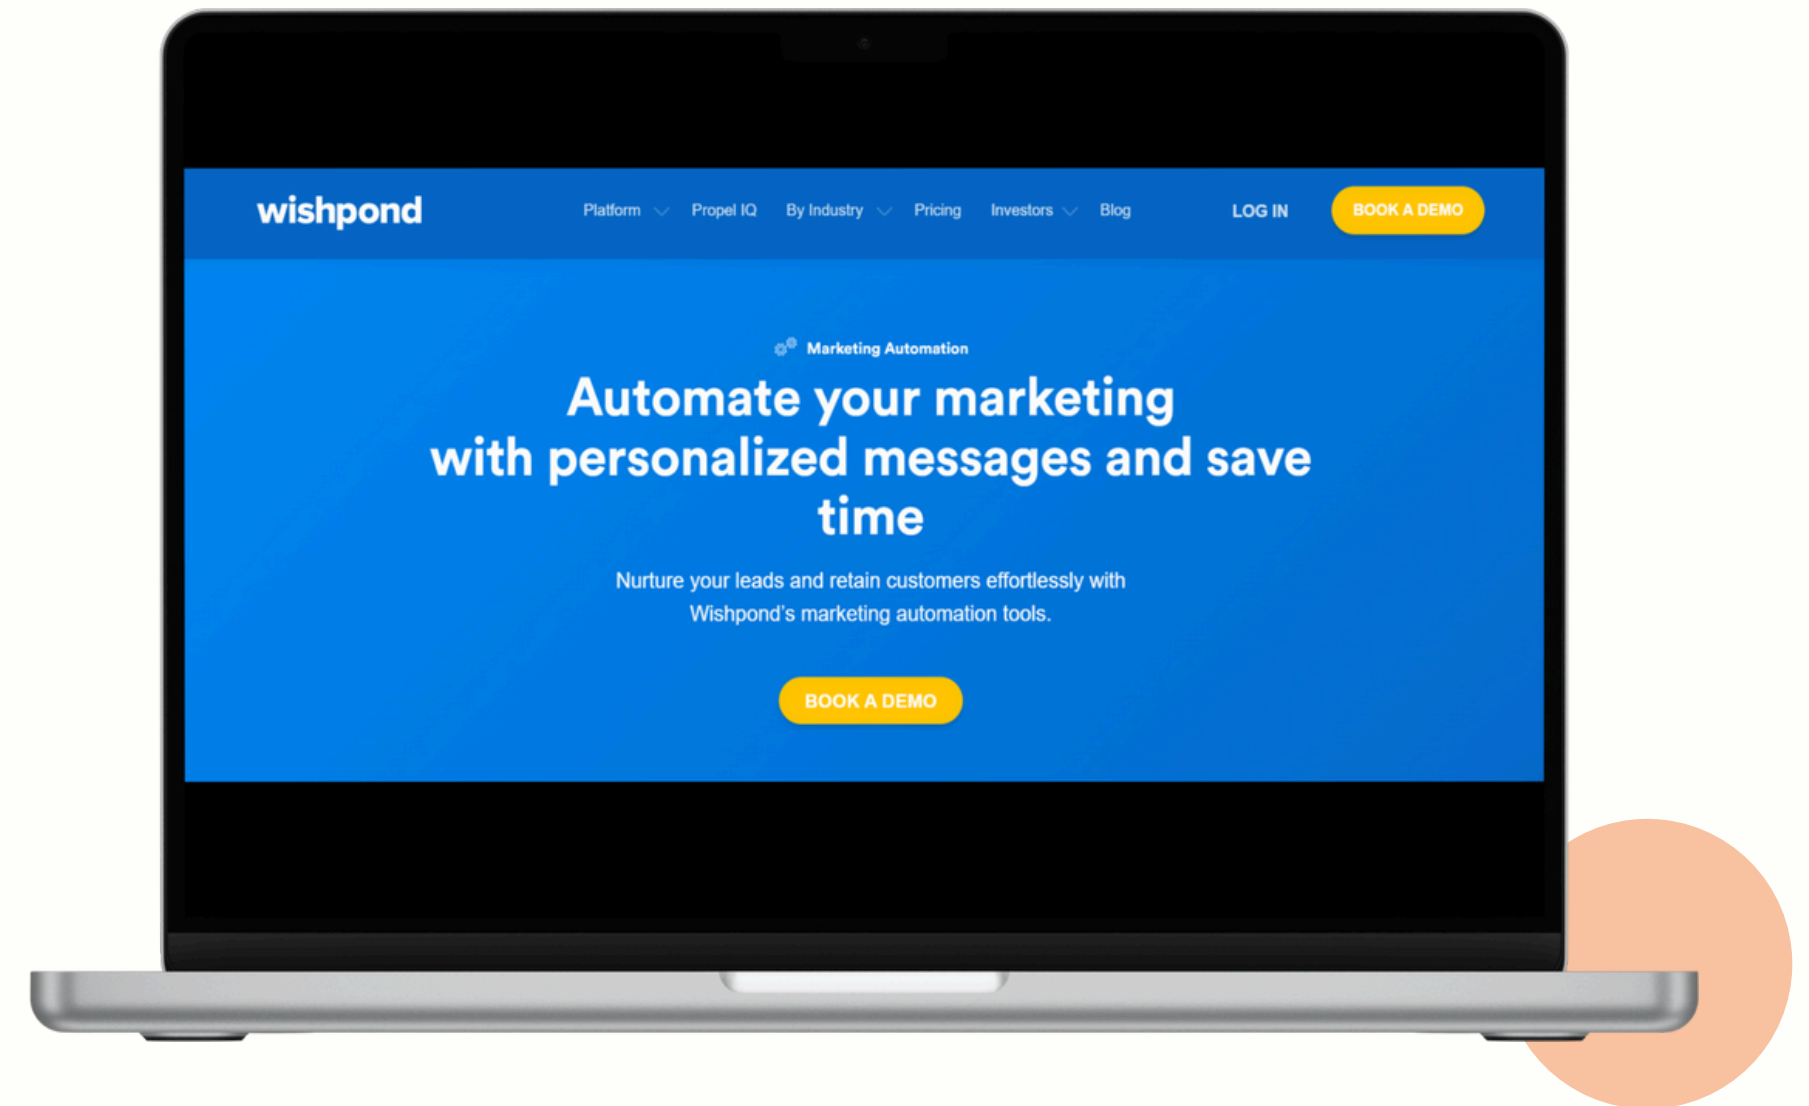 wishpond
Platform
Propel IQ
By Industry
Pricing
Investors
Blog
LOG IN
BOOK A DEMO
Marketing Automation
Automate your marketing
with personalized messages and save
time
Nurture your leads and retain customers effortlessly with
Wishpond's marketing automation tools.
BOOK A DEMO